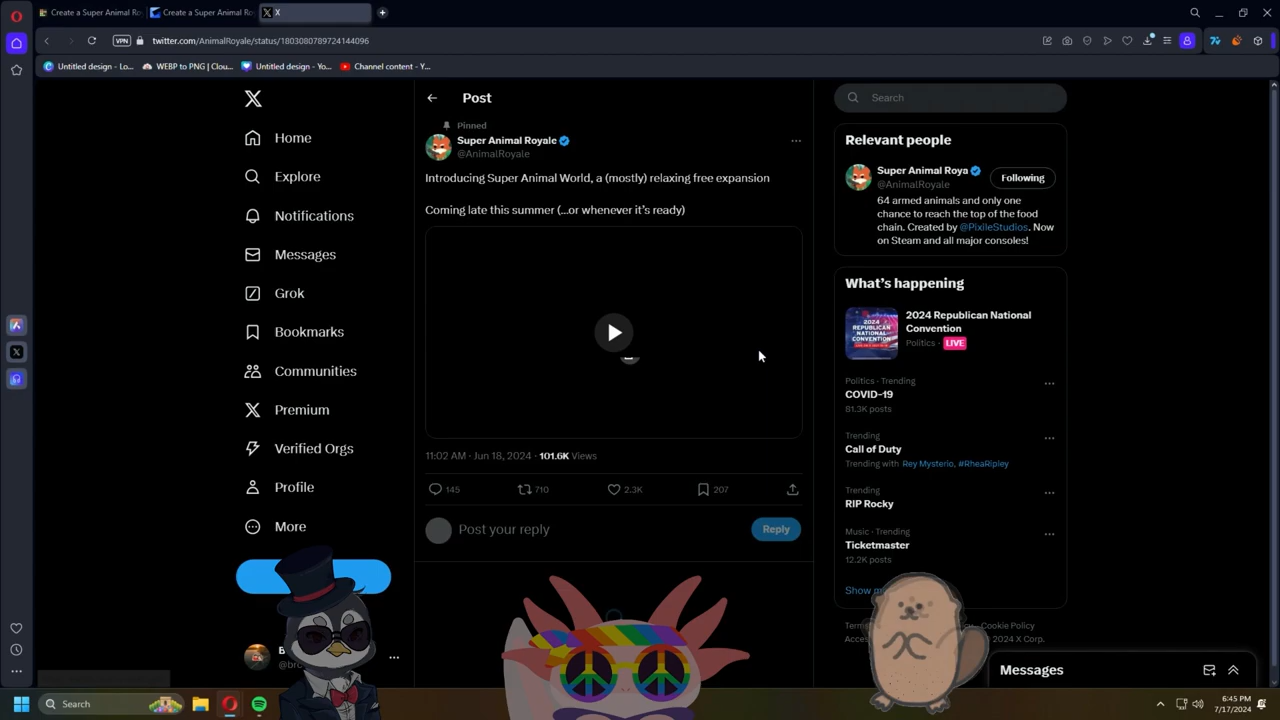 Create a Super Animal Ro
Create a Super Animal Ro
X
VPN
twitter.com/AnimalRoyale/status/1803080789724144096
Untitled design - Lo...
WEBP to PNG | Clou...
Untitled design - Yo...
Channel content - Y...
Home
Explore
Notifications
Messages
Grok
Bookmarks
Communities
Premium
Verified Orgs
Profile
More
Post
Pinned
Super Animal Royale
@AnimalRoyale
Introducing Super Animal World, a (mostly) relaxing free expansion
Coming late this summer (...or whenever it's ready)
11:02 AM · Jun 18, 2024 · 101.6K Views
145
710
2.3K
207
Post your reply
Reply
Search
Relevant people
Super Animal Roya
@AnimalRoyale
Following
64 armed animals and only one
chance to reach the top of the food
chain. Created by @PixileStudios. Now
on Steam and all major consoles!
What's happening
2024 Republican National
Convention
Politics · LIVE
Politics · Trending
COVID-19
81.3K posts
Trending
Call of Duty
Trending with Rey Mysterio, #RheaRipley
Trending
RIP Rocky
Music · Trending
Ticketmaster
12.2K posts
Show
Cookie Policy
2024 X Corp.
Messages
Search
6:45 PM
7/17/2024